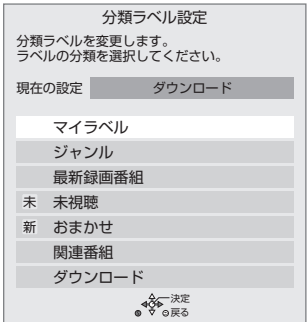 分類ラベル設定
分類ラベルを変更します。
ラベルの分類を選択してください。
現在の設定 ダウンロード
マイラベル
ジャンル
最新録画番組
未 未視聴
新 おまかせ
関連番組
ダウンロード
決定
戻る